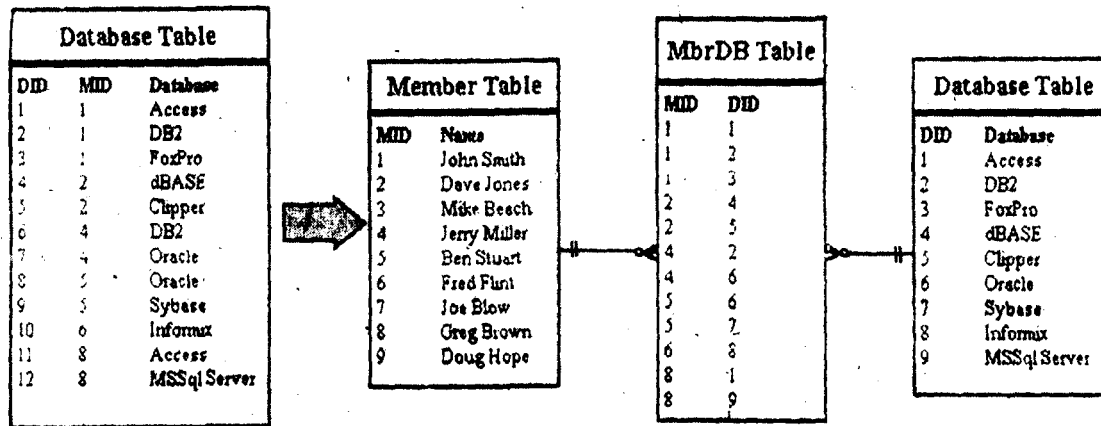 Database Table
DID MID Database
1 1 Access
2 1 DB2
3 1 FoxPro
4 2 dBASE
5 2 Clipper
6 4 DB2
7 4 Oracle
8 5 Oracle
9 5 Sybase
10 6 Informix
11 8 Access
12 8 MSSql Server
Member Table
MID Name
1 John Smith
2 Dave Jones
3 Mike Beach
4 Jerry Miller
5 Ben Stuart
6 Fred Flint
7 Joe Blow
8 Greg Brown
9 Doug Hope
MbrDB Table
MID DID
1 1
1 2
1 3
2 4
2 5
4 2
4 6
5 6
5 7
6 8
8 1
8 9
Database Table
DID Database
1 Access
2 DB2
3 FoxPro
4 dBASE
5 Clipper
6 Oracle
7 Sybase
8 Informix
9 MSSql Server